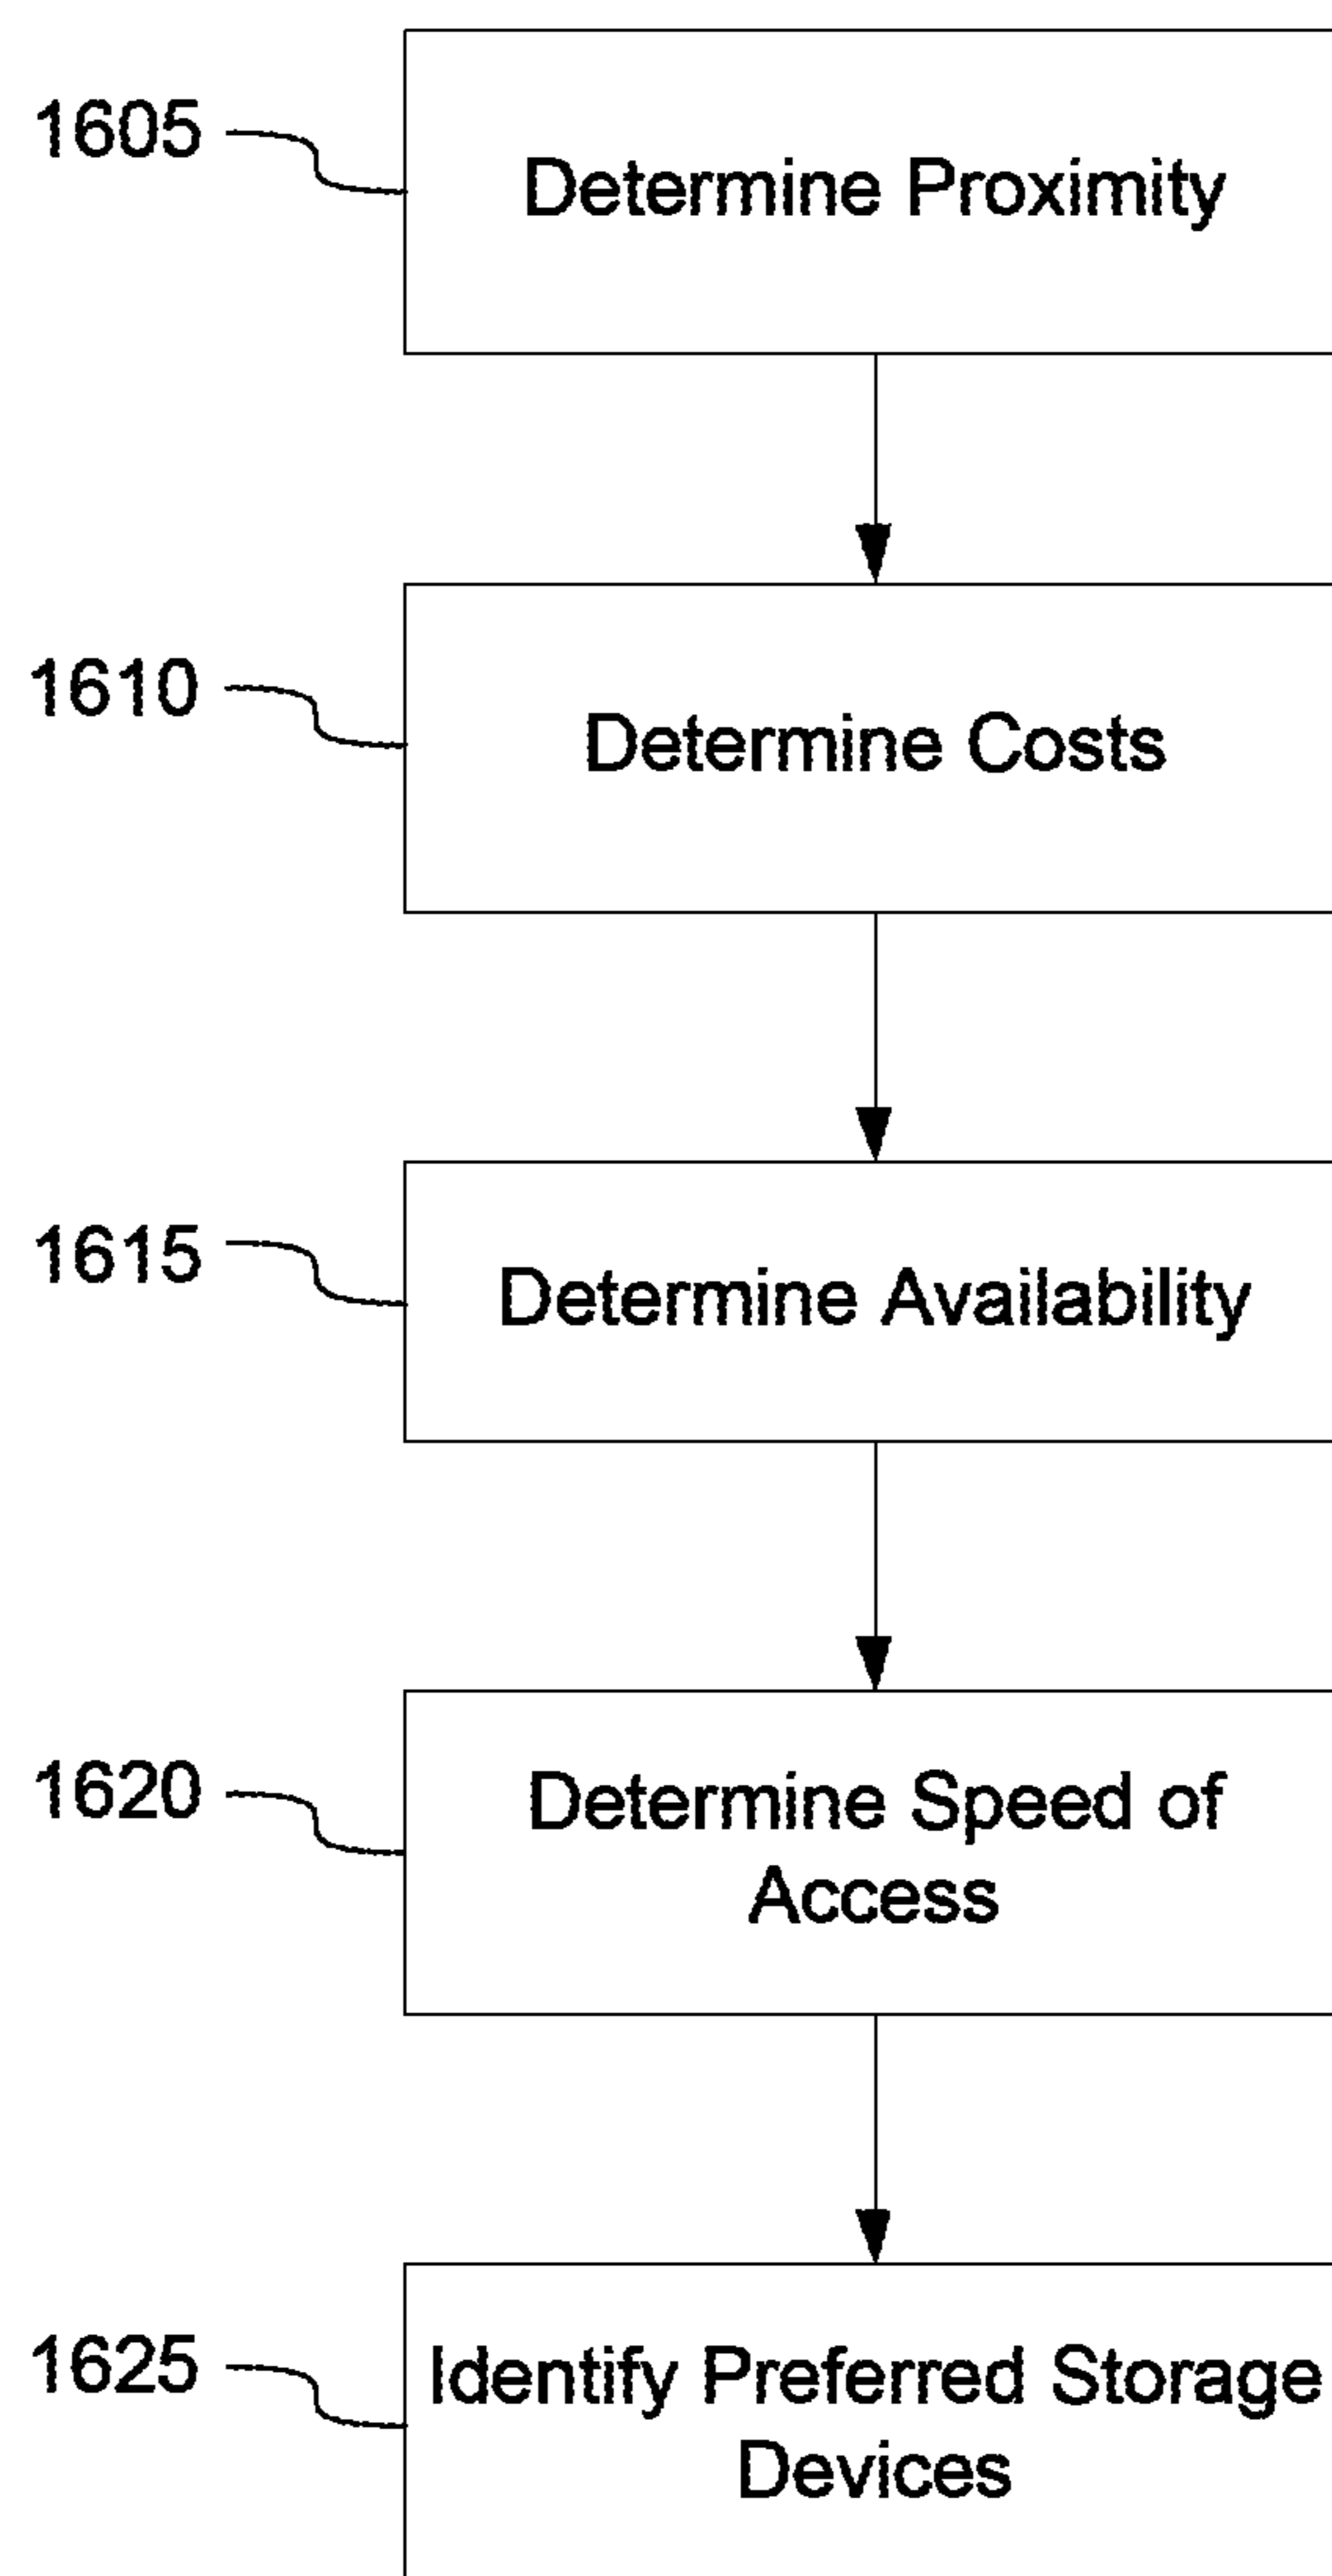 1605
Determine Proximity
1610
Determine Costs
1615
Determine Availability
1620
Determine Speed of
Access
1625
Identify Preferred Storage
Devices